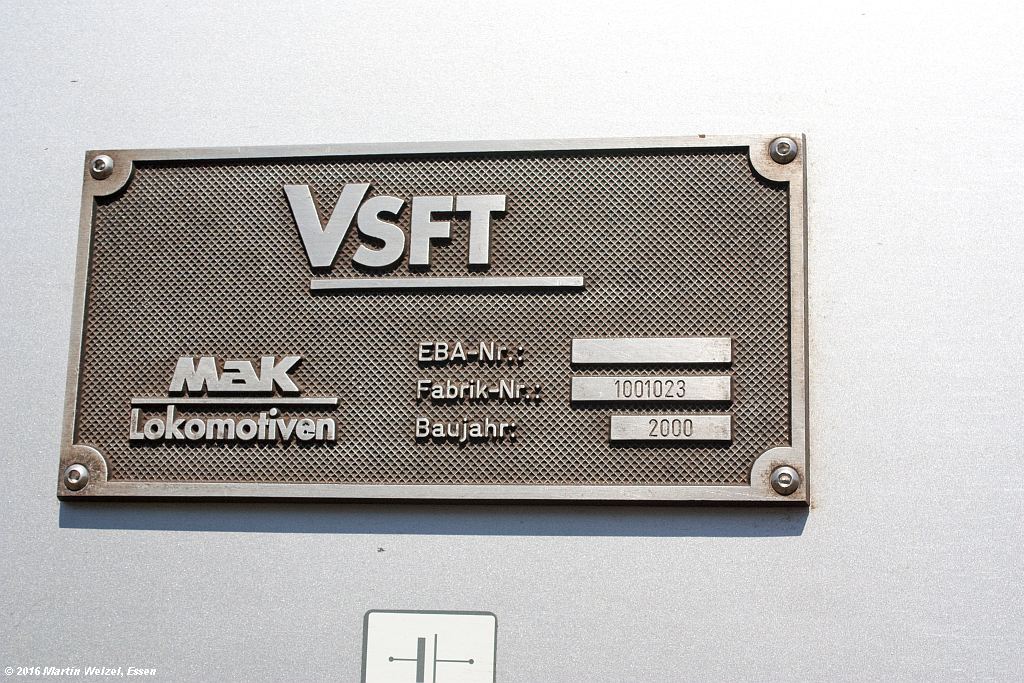 VSFT
MaK
Lokomotiven
EBA-Nr.:
Fabrik-Nr.: 1001023
Baujahr: 2000
© 2016 Martin Welzel, Essen